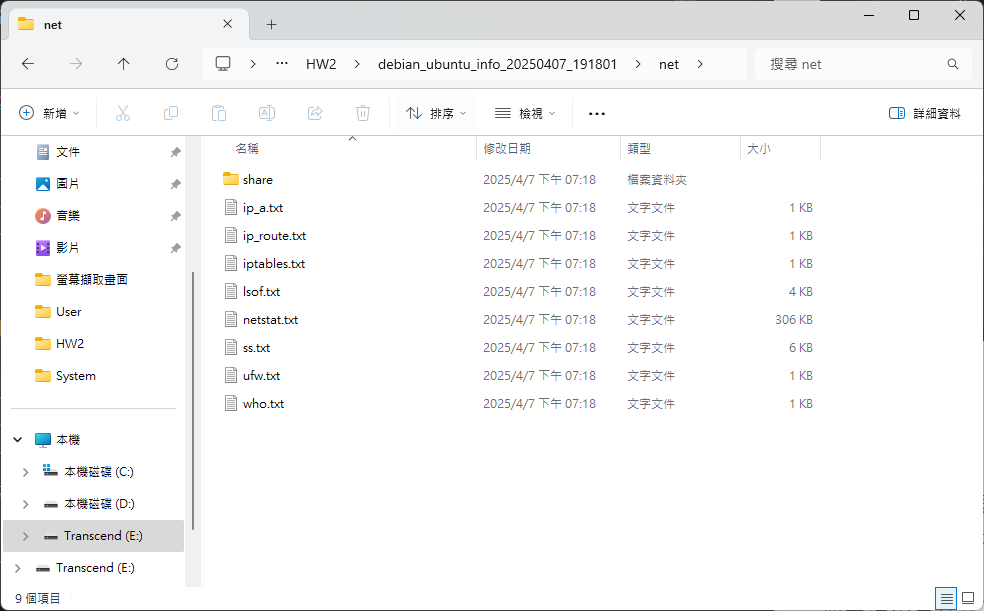 net
HW2
debian_ubuntu_info_20250407_191801
net
搜尋 net
新增
排序
檢視
詳細資料
文件
圖片
音樂
影片
螢幕擷取畫面
User
HW2
System
本機
本機磁碟 (C:)
本機磁碟 (D:)
Transcend (E:)
Transcend (E:)
名稱 修改日期 類型 大小
share 2025/4/7 下午 07:18 檔案資料夾
ip_a.txt 2025/4/7 下午 07:18 文字文件 1 KB
ip_route.txt 2025/4/7 下午 07:18 文字文件 1 KB
iptables.txt 2025/4/7 下午 07:18 文字文件 1 KB
lsof.txt 2025/4/7 下午 07:18 文字文件 4 KB
netstat.txt 2025/4/7 下午 07:18 文字文件 306 KB
ss.txt 2025/4/7 下午 07:18 文字文件 6 KB
ufw.txt 2025/4/7 下午 07:18 文字文件 1 KB
who.txt 2025/4/7 下午 07:18 文字文件 1 KB
9 個項目